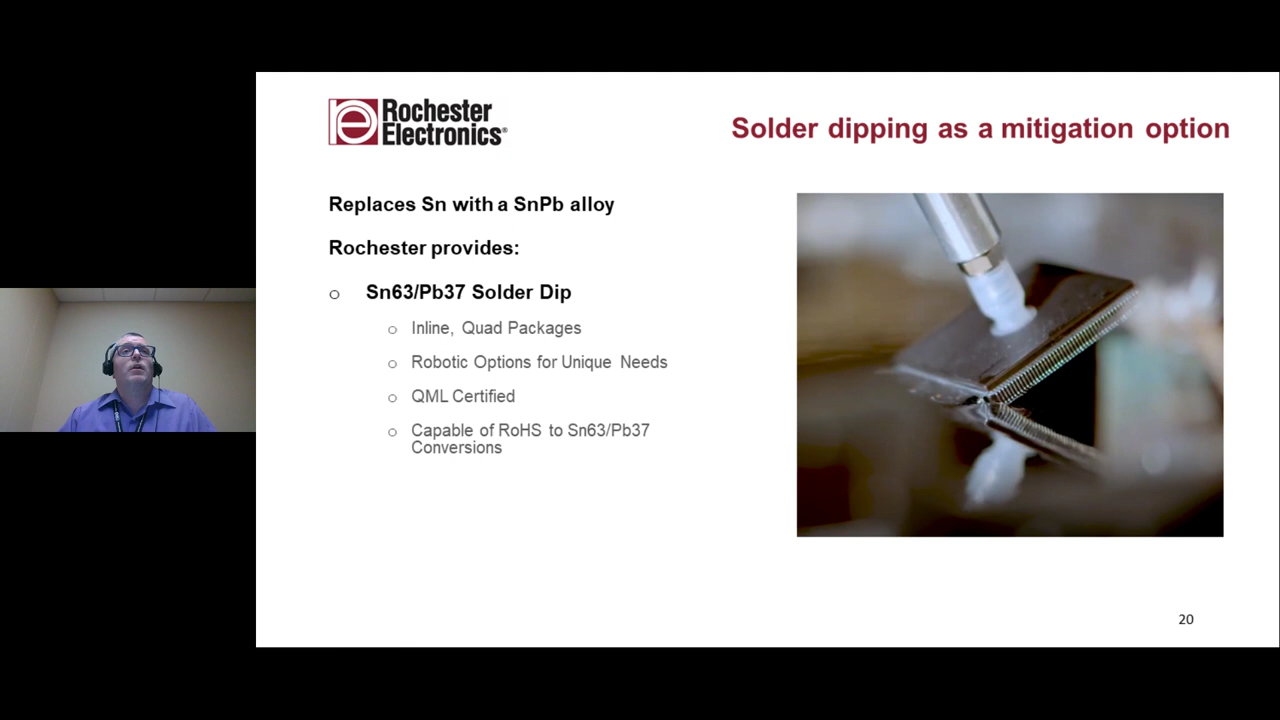 Rochester
Electronics®
Solder dipping as a mitigation option
Replaces Sn with a SnPb alloy
Rochester provides:
o Sn63/Pb37 Solder Dip
o Inline, Quad Packages
o Robotic Options for Unique Needs
o QML Certified
o Capable of RoHS to Sn63/Pb37
Conversions
20